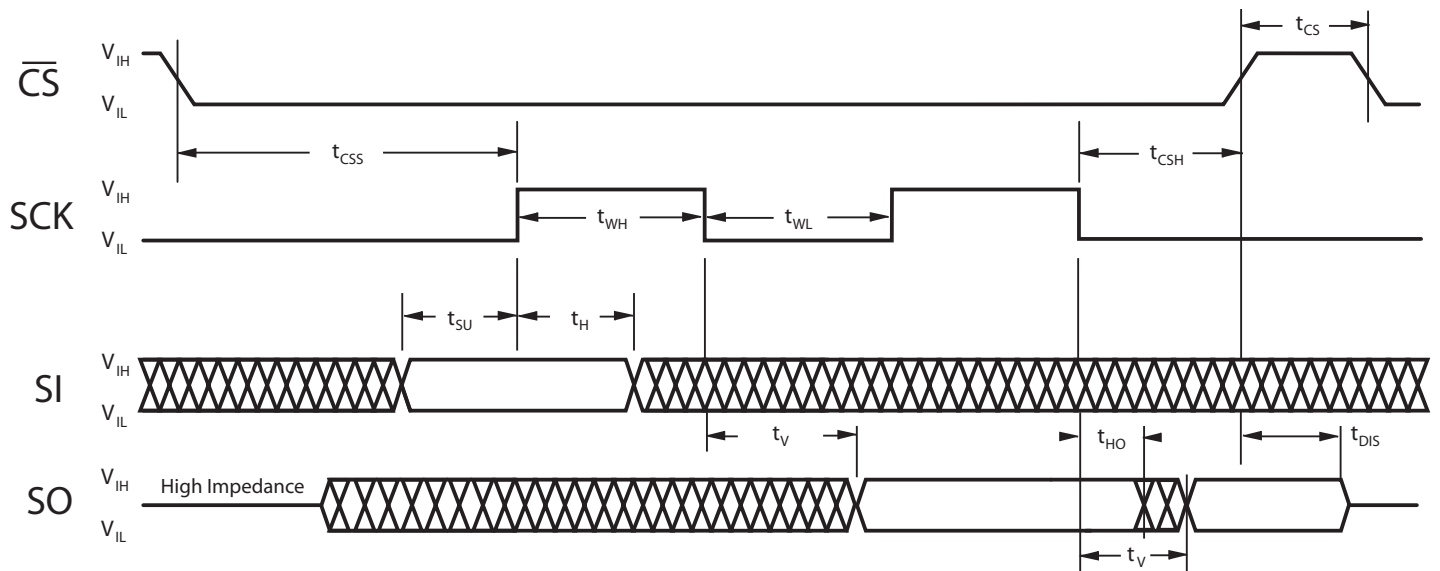 t_CS
V_IH
C̅S̅
V_IL
t_CSS
t_CSH
V_IH
SCK
t_WH
t_WL
V_IL
t_SU
t_H
V_IH
SI
V_IL
t_V
t_HO
t_DIS
V_IH
High Impedance
SO
V_IL
t_V